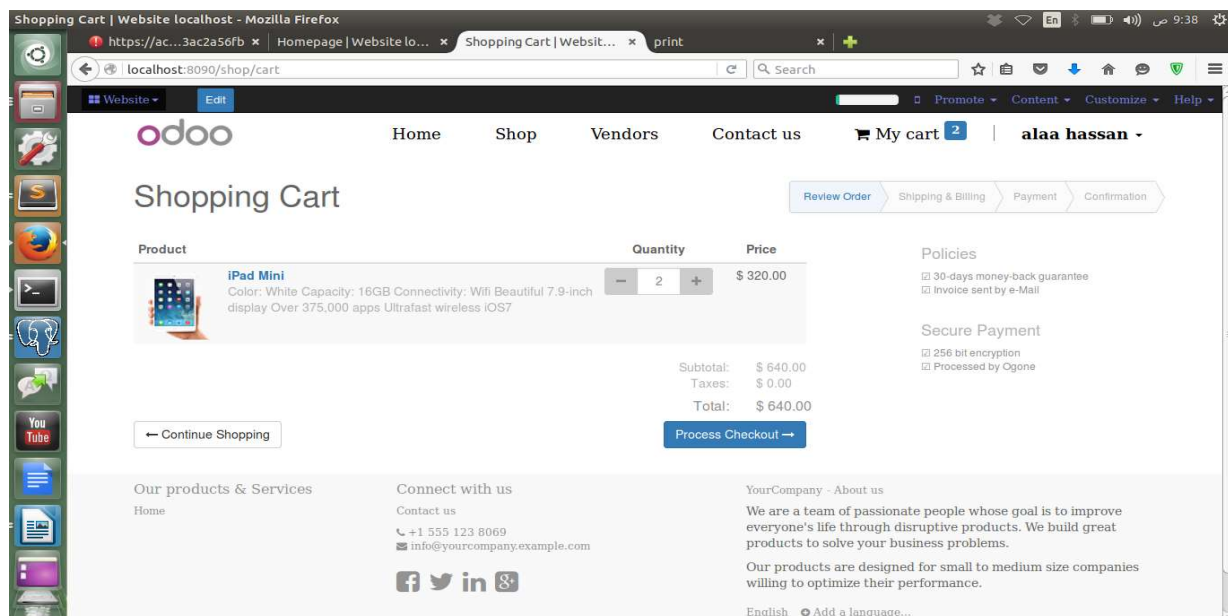 Shopping Cart | Website localhost - Mozilla Firefox
En
9:38 ص
https://ac...3ac2a56fb
Homepage | Website lo...
Shopping Cart | Websit...
print
localhost:8090/shop/cart
Search
Website
Edit
Promote
Content
Customize
Help
odoo
Home
Shop
Vendors
Contact us
My cart 2
alaa hassan
Shopping Cart
Review Order
Shipping & Billing
Payment
Confirmation
Product
Quantity
Price
iPad Mini
Color: White Capacity: 16GB Connectivity: Wifi Beautiful 7.9-inch
display Over 375,000 apps Ultrafast wireless iOS7
2
$ 320.00
Subtotal: $ 640.00
Taxes: $ 0.00
Total: $ 640.00
← Continue Shopping
Process Checkout →
Policies
30-days money-back guarantee
Invoice sent by e-Mail
Secure Payment
256 bit encryption
Processed by Ogone
You
Tube
Our products & Services
Home
Connect with us
Contact us
+1 555 123 8069
info@yourcompany.example.com
YourCompany - About us
We are a team of passionate people whose goal is to improve
everyone's life through disruptive products. We build great
products to solve your business problems.
Our products are designed for small to medium size companies
willing to optimize their performance.
English
Add a language...